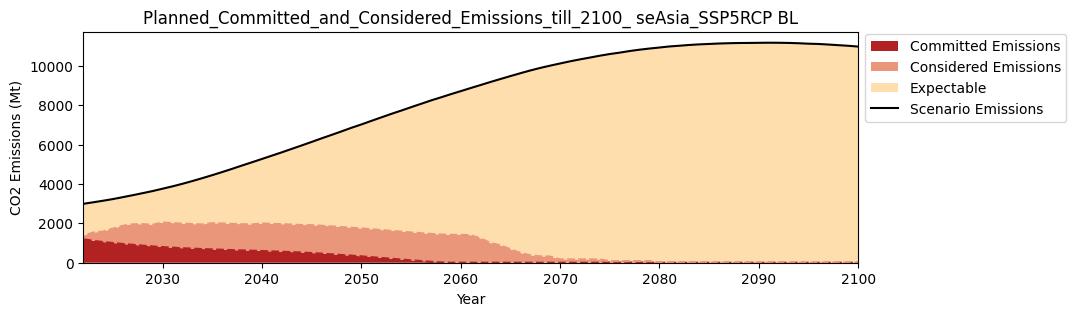 Planned_Committed_and_Considered_Emissions_till_2100_ seAsia_SSP5RCP BL
CO2 Emissions (Mt)
10000
8000
6000
4000
2000
0
2030 2040 2050 2060 2070 2080 2090 2100
Year
Committed Emissions
Considered Emissions
Expectable
Scenario Emissions